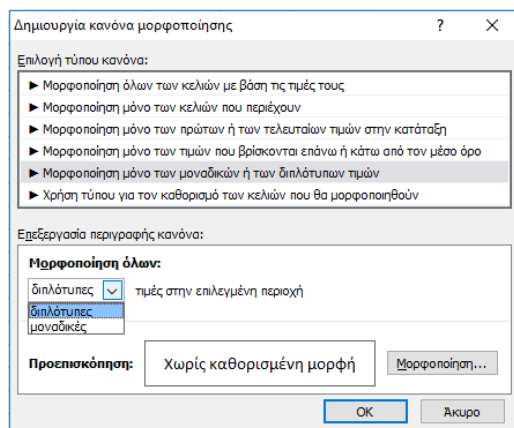 Δημιουργία κανόνα μορφοποίησης ? ×
Επιλογή τύπου κανόνα:
► Μορφοποίηση όλων των κελιών με βάση τις τιμές τους
► Μορφοποίηση μόνο των κελιών που περιέχουν
► Μορφοποίηση μόνο των πρώτων ή των τελευταίων τιμών στην κατάταξη
► Μορφοποίηση μόνο των τιμών που βρίσκονται επάνω ή κάτω από τον μέσο όρο
► Μορφοποίηση μόνο των μοναδικών ή των διπλότυπων τιμών
► Χρήση τύπου για τον καθορισμό των κελιών που θα μορφοποιηθούν
Επεξεργασία περιγραφής κανόνα:
Μορφοποίηση όλων:
διπλότυπες τιμές στην επιλεγμένη περιοχή
διπλότυπες
μοναδικές
Προεπισκόπηση: Χωρίς καθορισμένη μορφή Μορφοποίηση...
OK Άκυρο